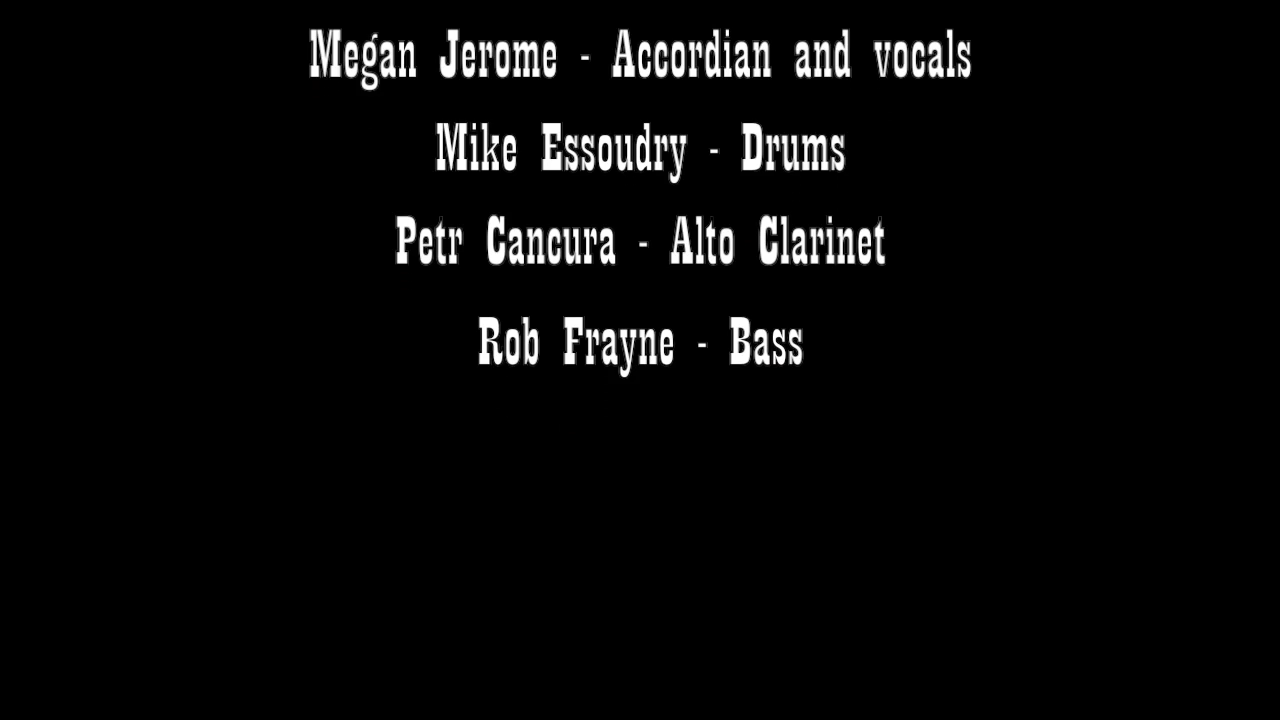 Megan Jerome - Accordian and vocals
Mike Essoudry - Drums
Petr Cancura - Alto Clarinet
Rob Frayne - Bass